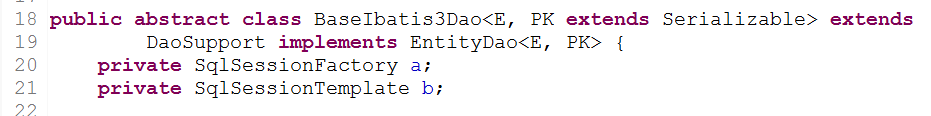 18 public abstract class BaseIbatis3Dao<E, PK extends Serializable> extends
19         DaoSupport implements EntityDao<E, PK> {
20     private SqlSessionFactory a;
21     private SqlSessionTemplate b;
22